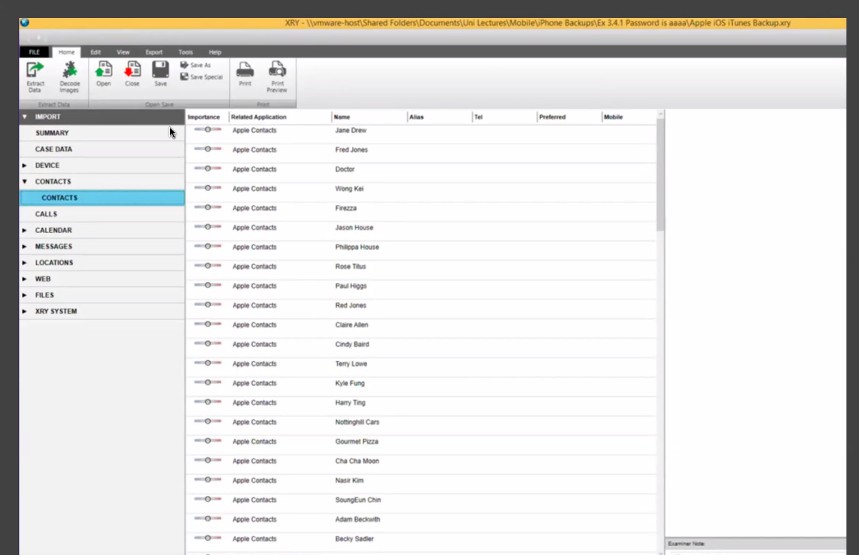 XRY - \\vmware-host\Shared Folders\Documents\Uni Lectures\Mobile\iPhone Backups\Ex 3.4.1 Password is aaaa\Apple iOS iTunes Backup.xry
FILE Home Edit View Export Tools Help
Extract Data
Decode Images
Open
Close
Save
Save As
Save Special
Print
Print Preview
Extract Data Open Save Print
IMPORT
SUMMARY
CASE DATA
DEVICE
CONTACTS
CONTACTS
CALLS
CALENDAR
MESSAGES
LOCATIONS
WEB
FILES
XRY SYSTEM
Importance Related Application Name Alias Tel Preferred Mobile
Apple Contacts Jane Drew
Apple Contacts Fred Jones
Apple Contacts Doctor
Apple Contacts Wong Kei
Apple Contacts Firezza
Apple Contacts Jason House
Apple Contacts Philippa House
Apple Contacts Rose Titus
Apple Contacts Paul Higgs
Apple Contacts Red Jones
Apple Contacts Claire Allen
Apple Contacts Cindy Baird
Apple Contacts Terry Lowe
Apple Contacts Kyle Fung
Apple Contacts Harry Ting
Apple Contacts Nottinghill Cars
Apple Contacts Gourmet Pizza
Apple Contacts Cha Cha Moon
Apple Contacts Nasir Kim
Apple Contacts SoungEun Chin
Apple Contacts Adam Beckwith
Apple Contacts Becky Sadler
Examiner Note: